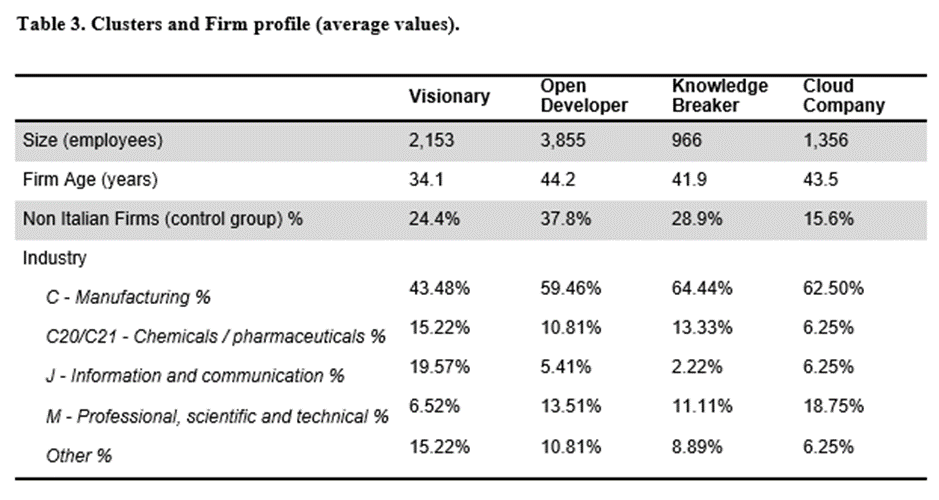 Table 3. Clusters and Firm profile (average values).
Visionary Open Developer Knowledge Breaker Cloud Company
Size (employees) 2,153 3,855 966 1,356
Firm Age (years) 34.1 44.2 41.9 43.5
Non Italian Firms (control group) % 24.4% 37.8% 28.9% 15.6%
Industry
C - Manufacturing % 43.48% 59.46% 64.44% 62.50%
C20/C21 - Chemicals / pharmaceuticals % 15.22% 10.81% 13.33% 6.25%
J - Information and communication % 19.57% 5.41% 2.22% 6.25%
M - Professional, scientific and technical % 6.52% 13.51% 11.11% 18.75%
Other % 15.22% 10.81% 8.89% 6.25%